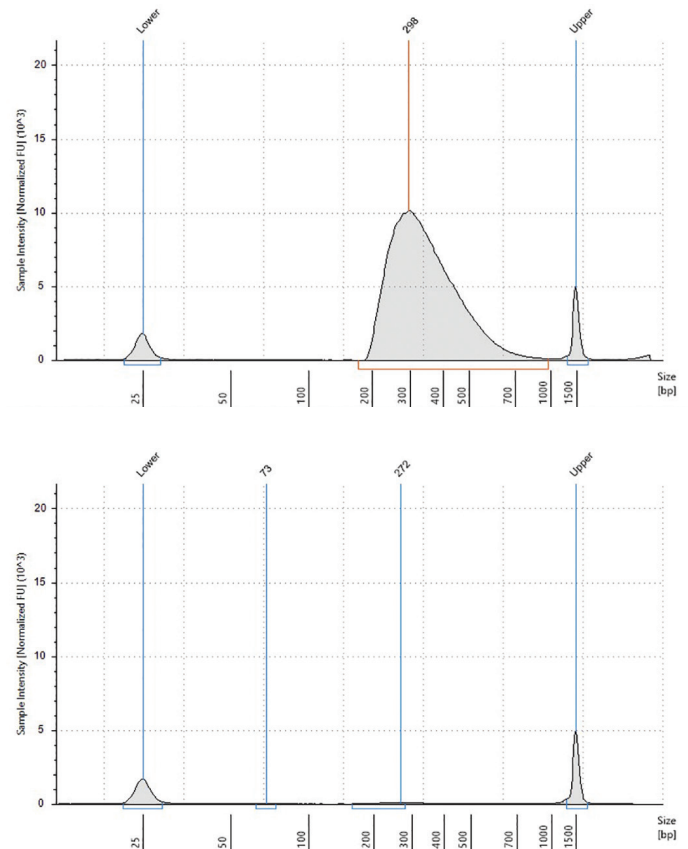 Lower 298 Upper
Sample Intensity [Normalized FU] (10^3)
20
15
10
5
0
25 50 100 200 300 400 500 700 1000 1500
Size
[bp]
Lower 73 272 Upper
Sample Intensity [Normalized FU] (10^3)
20
15
10
5
0
25 50 100 200 300 400 500 700 1000 1500
Size
[bp]